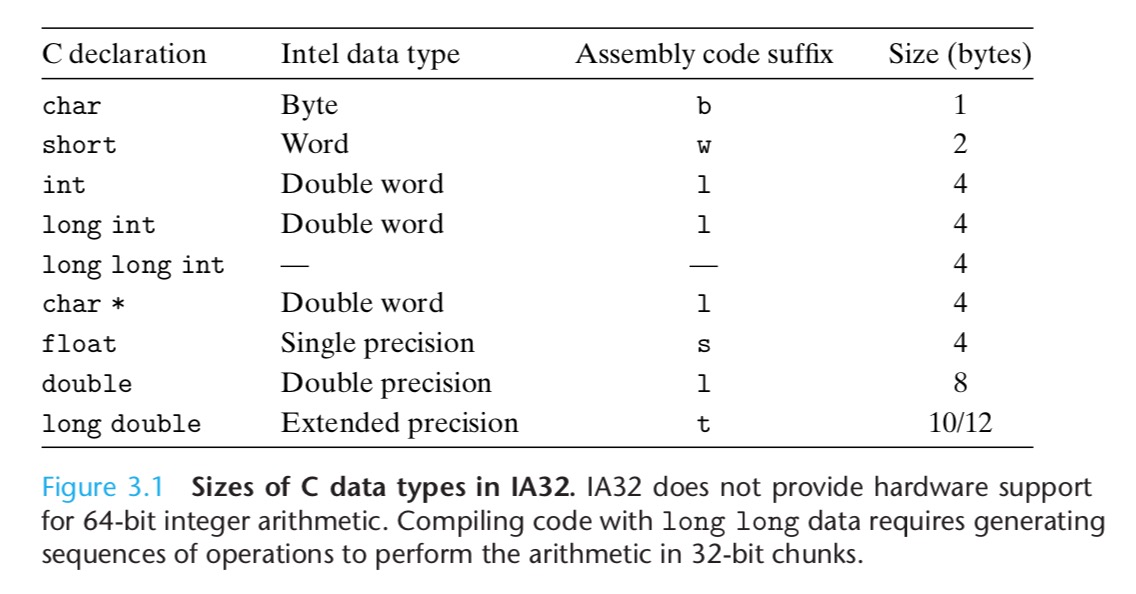 C declaration Intel data type Assembly code suffix Size (bytes)
char Byte b 1
short Word w 2
int Double word l 4
long int Double word l 4
long long int — — 4
char * Double word l 4
float Single precision s 4
double Double precision l 8
long double Extended precision t 10/12
Figure 3.1 Sizes of C data types in IA32. IA32 does not provide hardware support
for 64-bit integer arithmetic. Compiling code with long long data requires generating
sequences of operations to perform the arithmetic in 32-bit chunks.